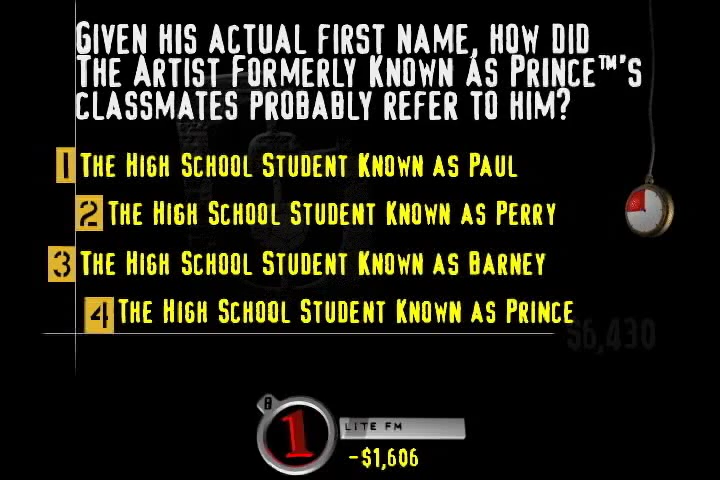 Given his actual first name, how did
The Artist Formerly Known as Prince™'s
classmates probably refer to him?
1 The High School Student Known as Paul
2 The High School Student Known as Perry
3 The High School Student Known as Barney
4 The High School Student Known as Prince
$6,430
1 LITE FM
-$1,606